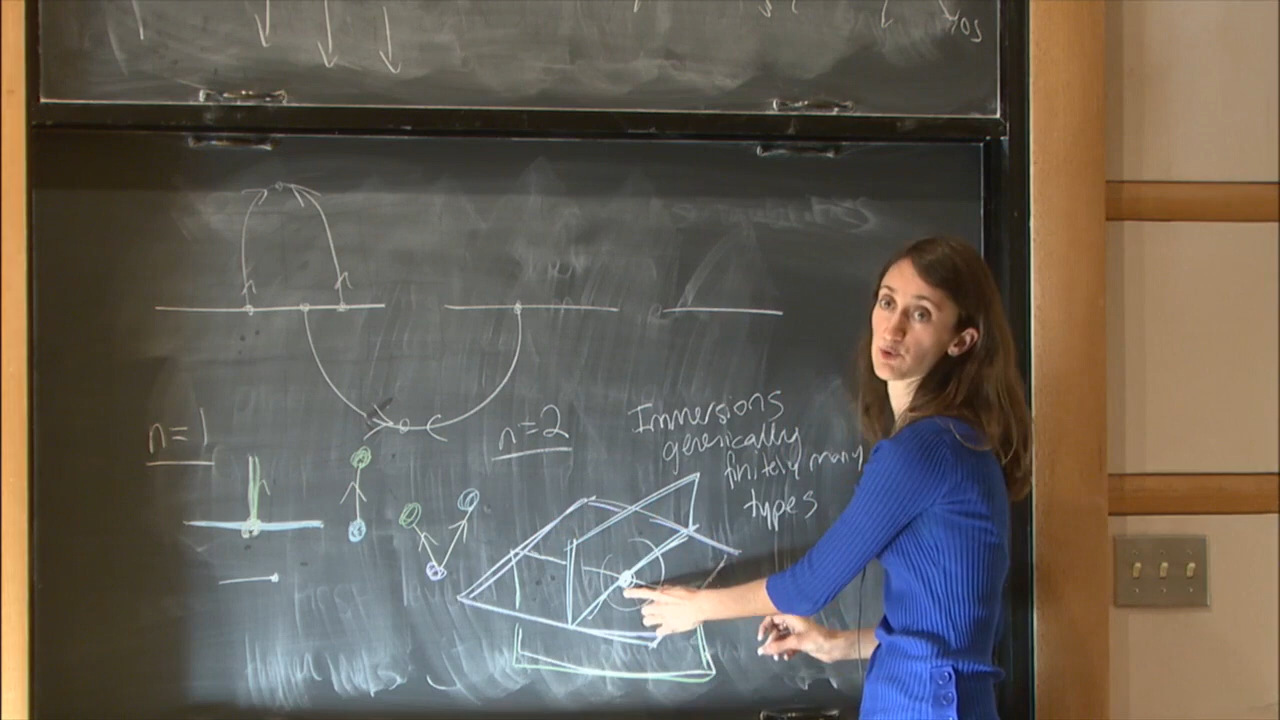 n=1
n=2
Immersions
generically
finitely many
types